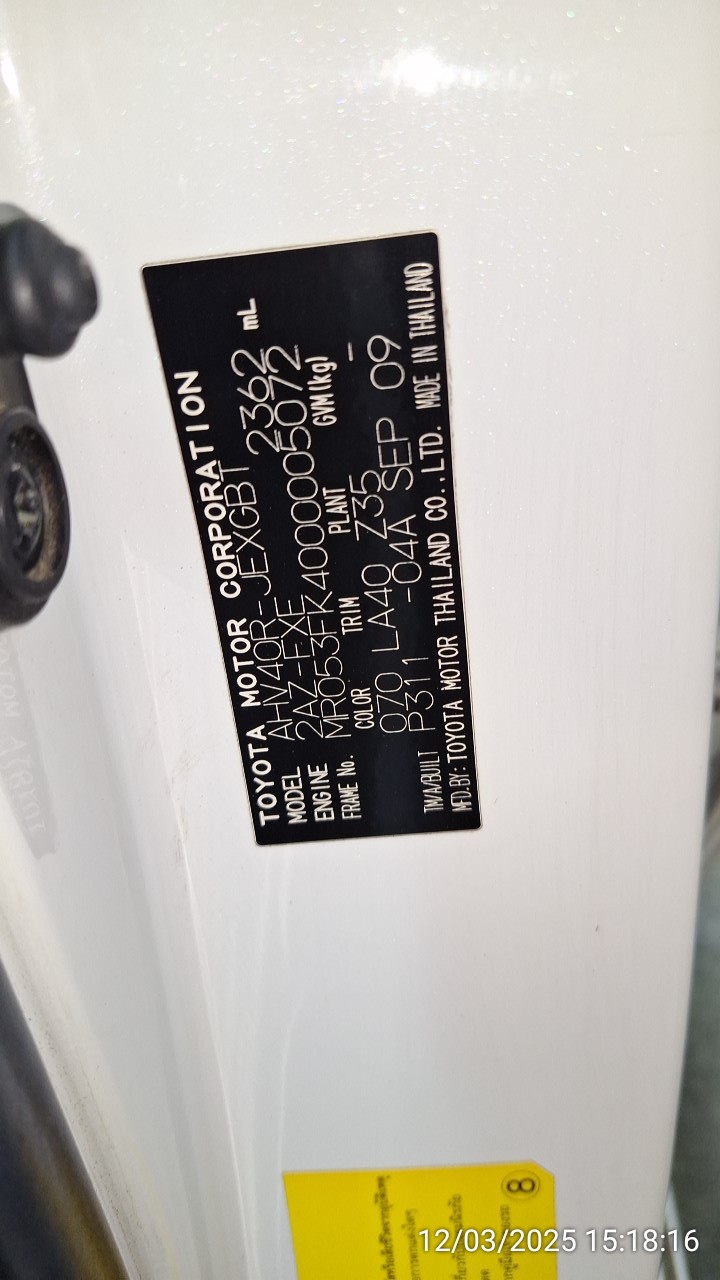 TOYOTA MOTOR CORPORATION
MODEL AHV40R-JEXGBT 2362 mL
ENGINE 2AZ-FXE
FRAME No. MR053FK4000005072
COLOR TRIM PLANT GVM(kg)
070 LA40 Z35 -
TM/A/BUILT P311 -04A SEP 09
MFD.BY: TOYOTA MOTOR THAILAND CO.,LTD. MADE IN THAILAND
8
12/03/2025 15:18:16